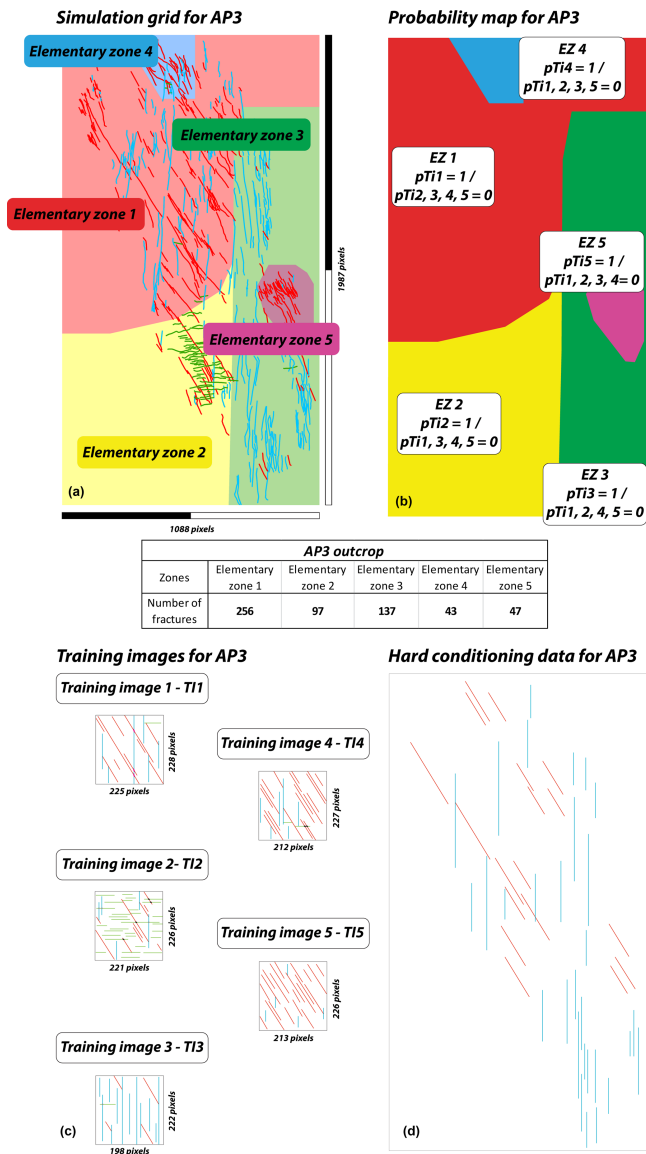 Simulation grid for AP3
Elementary zone 4
Elementary zone 3
Elementary zone 1
Elementary zone 5
Elementary zone 2
(a)
1987 pixels
1088 pixels
Probability map for AP3
EZ 4
pTi4 = 1 /
pTi1, 2, 3, 5 = 0
EZ 1
pTi1 = 1 /
pTi2, 3, 4, 5 = 0
EZ 5
pTi5 = 1 /
pTi1, 2, 3, 4= 0
EZ 2
pTi2 = 1 /
pTi1, 3, 4, 5 = 0
EZ 3
pTi3 = 1 /
pTi1, 2, 4, 5 = 0
(b)
AP3 outcrop
Zones
Elementary zone 1
Elementary zone 2
Elementary zone 3
Elementary zone 4
Elementary zone 5
Number of fractures
256
97
137
43
47
Training images for AP3
Training image 1 - TI1
228 pixels
225 pixels
Training image 4 - TI4
227 pixels
212 pixels
Training image 2- TI2
226 pixels
221 pixels
Training image 5 - TI5
226 pixels
213 pixels
Training image 3 - TI3
222 pixels
198 pixels
(c)
Hard conditioning data for AP3
(d)